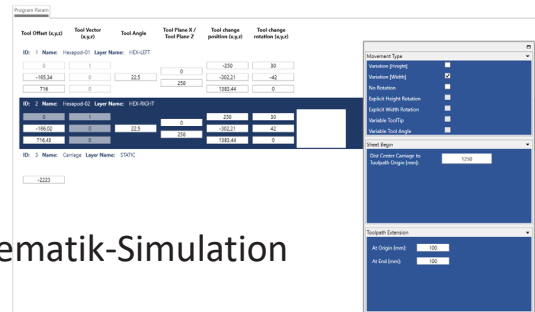 Program Param
Tool Offset (x,y,z) Tool Vector (x,y,z) Tool Angle Tool Plane X / Tool Plane Z Tool change position (x,y,z) Tool change rotation (x,y,z)
ID: 1 Name: Hexapod-01 Layer Name: HEX-LEFT
0 1 0 -250 30
-165,34 0 22.5 250 -302,21 -42
716 0 1383,44 0
ID: 2 Name: Hexapod-02 Layer Name: HEX-RIGHT
0 1 0 250 30
-166,02 0 22.5 250 -302,21 42
716,43 0 1383,44 0
ID: 3 Name: Carriage Layer Name: STATIC
-2223
ematik-Simulation
Movement Type
Variation (Height)
Variation (Width)
No Rotation
Explicit Height Rotation
Explicit Width Rotation
Variable ToolTip
Variable Tool Angle
Sheet Begin
Dist Center Carriage to
Toolpath Origin (mm): 1250
Toolpath Extension
At Origin (mm): 100
At End (mm): 100